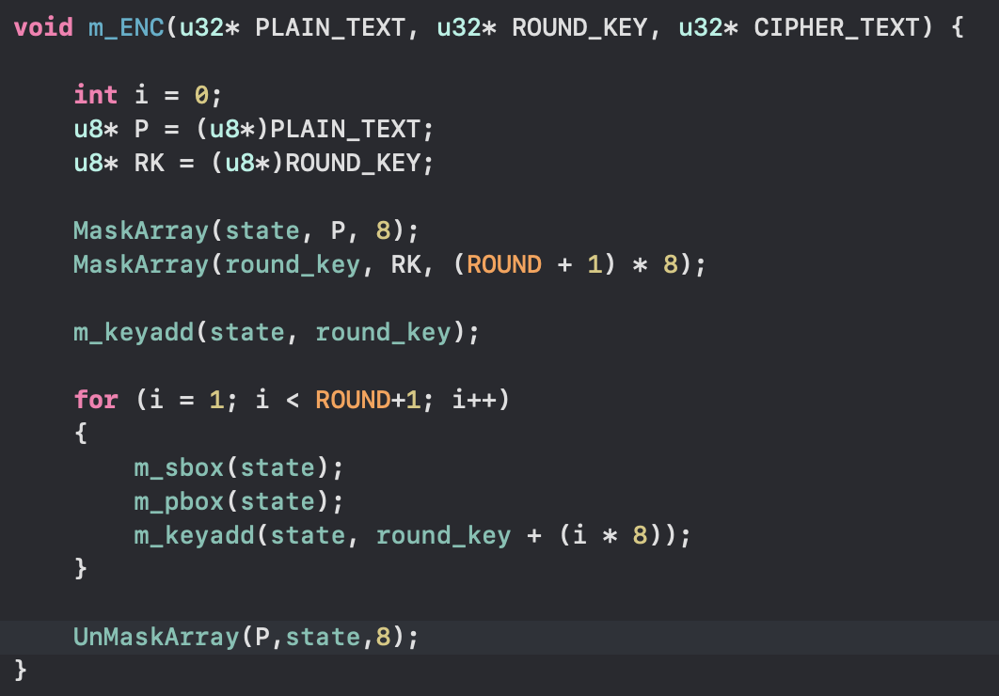 void m_ENC(u32* PLAIN_TEXT, u32* ROUND_KEY, u32* CIPHER_TEXT) {
int i = 0;
u8* P = (u8*)PLAIN_TEXT;
u8* RK = (u8*)ROUND_KEY;
MaskArray(state, P, 8);
MaskArray(round_key, RK, (ROUND + 1) * 8);
m_keyadd(state, round_key);
for (i = 1; i < ROUND+1; i++)
{
m_sbox(state);
m_pbox(state);
m_keyadd(state, round_key + (i * 8));
}
UnMaskArray(P,state,8);
}